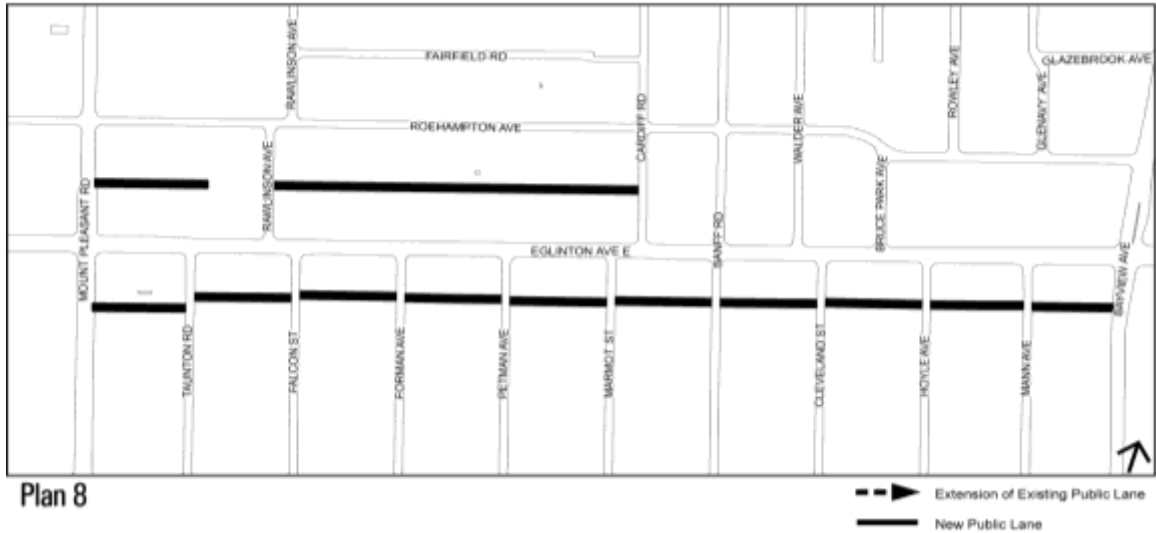 RAWLINSON AVE
FAIRFIELD RD
ROWLEY AVE
GLENAVY AVE
GLAZEBROOK AVE
ROEHAMPTON AVE
CARDIFF RD
WALDER AVE
MOUNT PLEASANT RD
RAWLINSON AVE
BANFF RD
BRUCE PARK AVE
EGLINTON AVE E
BAYVIEW AVE
TAUNTON RD
FALCON ST
FORMAN AVE
PETMAN AVE
MARMOT ST
CLEVELAND ST
HOYLE AVE
MANN AVE
Plan 8
Extension of Existing Public Lane
New Public Lane